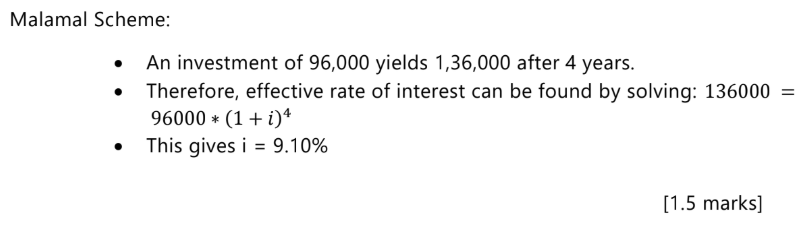 Malamal Scheme:
• An investment of 96,000 yields 1,36,000 after 4 years.
• Therefore, effective rate of interest can be found by solving: 136000 =
96000 ∗ (1 + i)⁴
• This gives i = 9.10%
[1.5 marks]